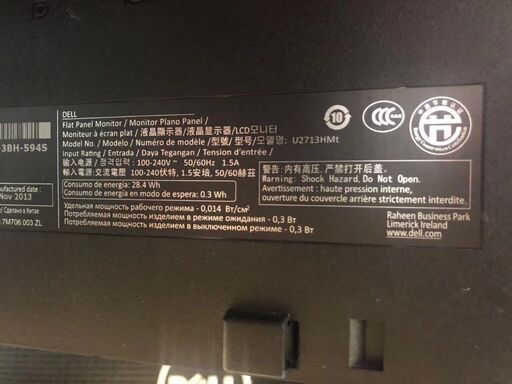 DELL
Flat Panel Monitor / Monitor Plano Panel /
Moniteur à écran plat / 液晶顯示器/液晶显示器/LCD모니터
Model No. / Modelo / Numéro de modèle / 型號/ 型号/모델명: U2713HMt
Input Rating / Entrada / Daya Tegangan / Tension d'entrée /
输入电源 / 정격입력: 100-240V~ 50/60Hz 1.5A
輸入電源：交流電壓 100-240伏特, 1.5安培, 50/60赫茲
Consumo de energía: 28.4 Wh
Consumo de energía en modo de espera: 0.3 Wh
Удельная мощность рабочего режима – 0,014 Вт/см²
Потребляемая мощность изделием в режиме ожидания - 0,3 Вт
Потребляемая мощность изделием в выключенном режиме – 0,3 Вт
-3BH-594S
ufactured date:
Nov 2013
/ Сделано в Китае
.7M06.003 ZL
10
警告: 内有高压, 严禁打开后盖.
Warning: Shock Hazard, Do Not Open.
Avertissement : haute pression interne,
ouverture du couvercle arrière strictement interdite.
Raheen Business Park
Limerick Ireland
www.dell.com